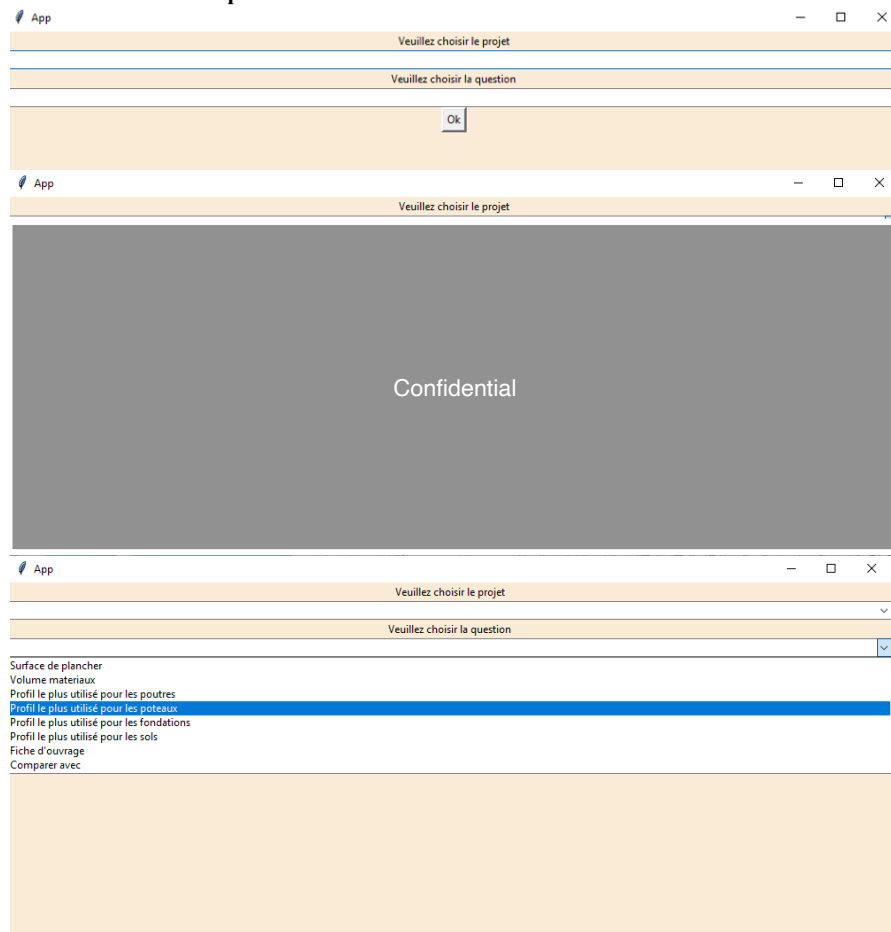 App
Veuillez choisir le projet
Veuillez choisir la question
Ok
App
Veuillez choisir le projet
Confidential
App
Veuillez choisir le projet
Veuillez choisir la question
Surface de plancher
Volume materiaux
Profil le plus utilisé pour les poutres
Profil le plus utilisé pour les poteaux
Profil le plus utilisé pour les fondations
Profil le plus utilisé pour les sols
Fiche d'ouvrage
Comparer avec